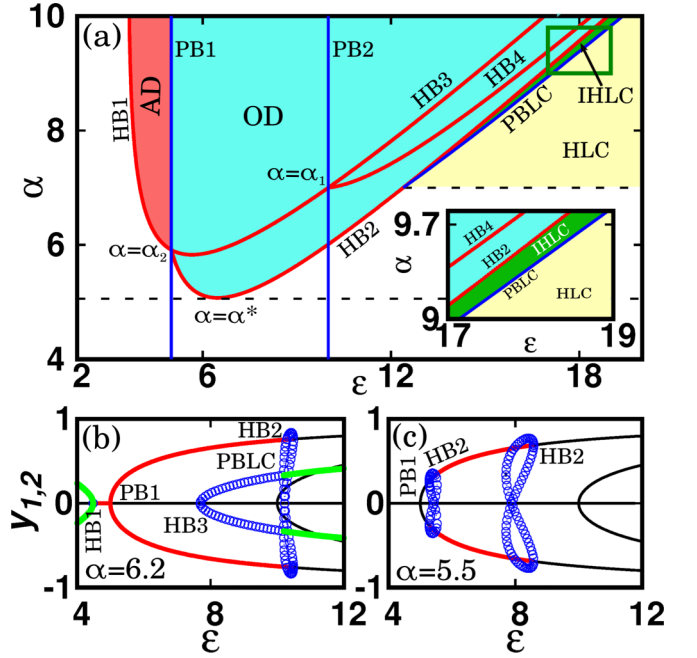 10
(a)
PB1
PB2
HB3
HB4
IHLC
HB1
AD
OD
PBLC
8
α
HLC
α=α₁
HB2
α=α₂
6
9.7
HB4
HB2
IHLC
α
PBLC
HLC
9
17
19
ε
α=α*
4
2
6
12
18
ε
1
(b)
HB2
PBLC
PB1
0
HB1
HB3
y1,2
α=6.2
-1
4
8
12
ε
1
(c)
HB2
PB1
HB2
0
α=5.5
-1
4
8
12
ε